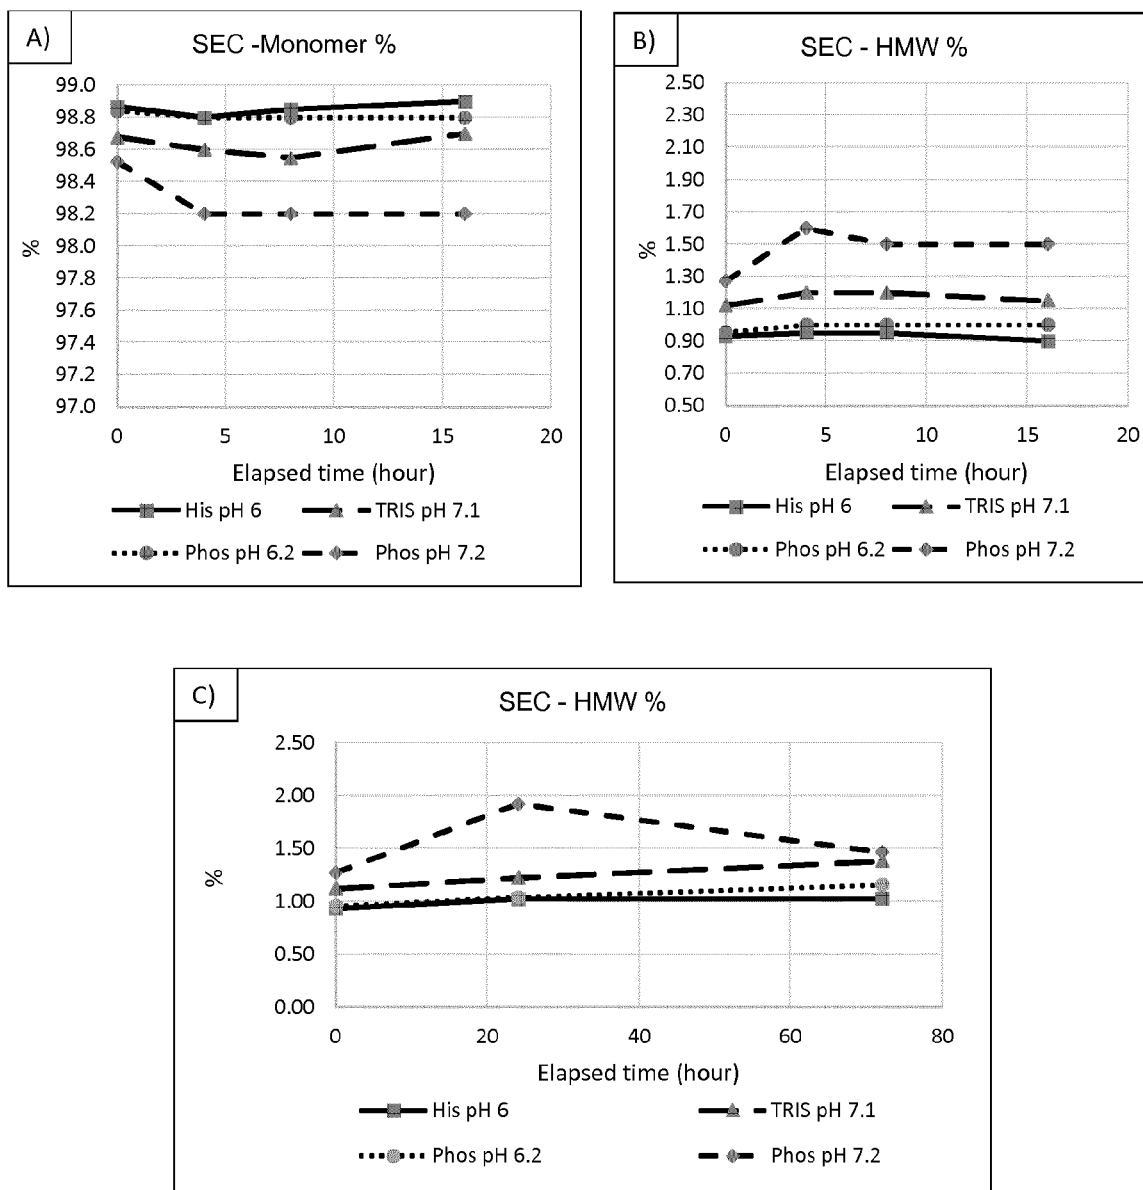 A)
SEC -Monomer %
99.0
98.8
98.6
98.4
98.2
98.0
97.8
97.6
97.4
97.2
97.0
%
0 5 10 15 20
Elapsed time (hour)
His pH 6 TRIS pH 7.1
Phos pH 6.2 Phos pH 7.2
B)
SEC - HMW %
2.50
2.30
2.10
1.90
1.70
1.50
1.30
1.10
0.90
0.70
0.50
%
0 5 10 15 20
Elapsed time (hour)
His pH 6 TRIS pH 7.1
Phos pH 6.2 Phos pH 7.2
C)
SEC - HMW %
2.50
2.00
1.50
1.00
0.50
0.00
%
0 20 40 60 80
Elapsed time (hour)
His pH 6 TRIS pH 7.1
Phos pH 6.2 Phos pH 7.2